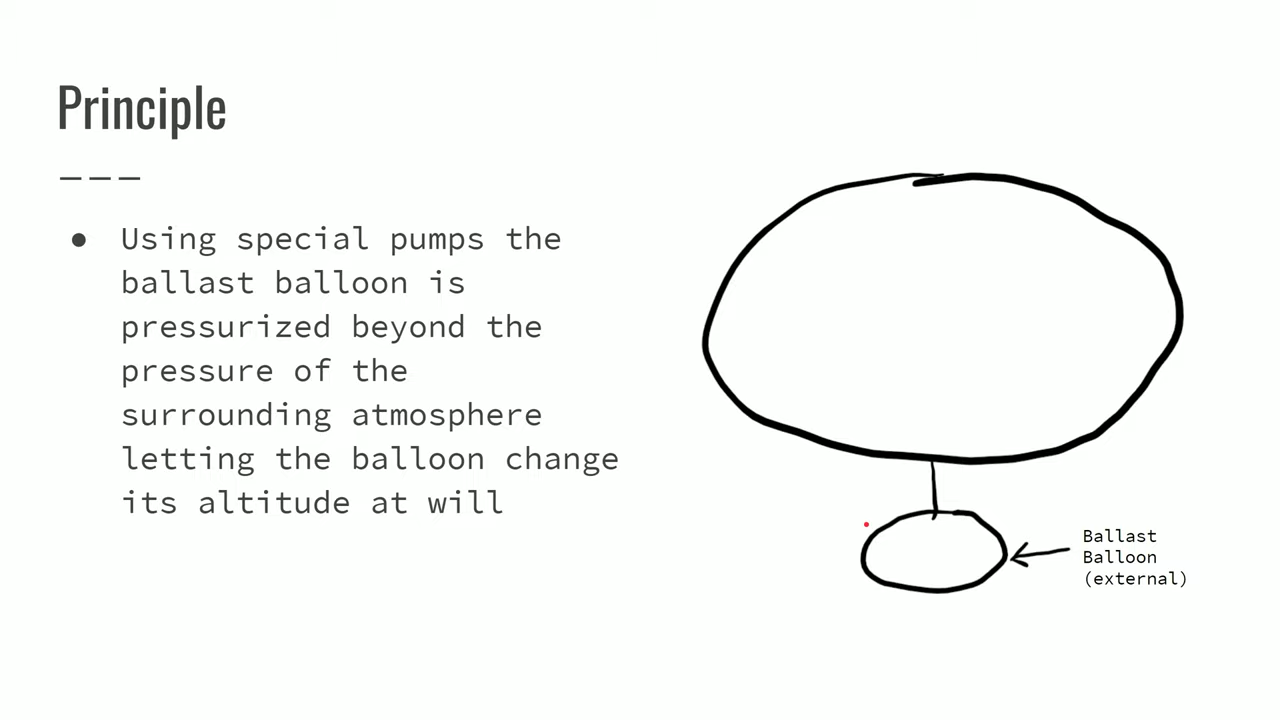 Principle
● Using special pumps the
ballast balloon is
pressurized beyond the
pressure of the
surrounding atmosphere
letting the balloon change
its altitude at will
Ballast
Balloon
(external)